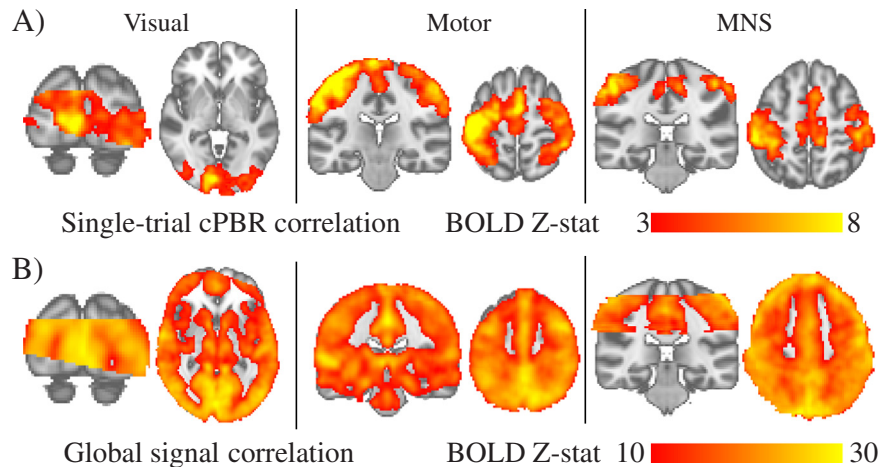 A) Visual Motor MNS
Single-trial cPBR correlation BOLD Z-stat 3 8
B)
Global signal correlation BOLD Z-stat 10 30